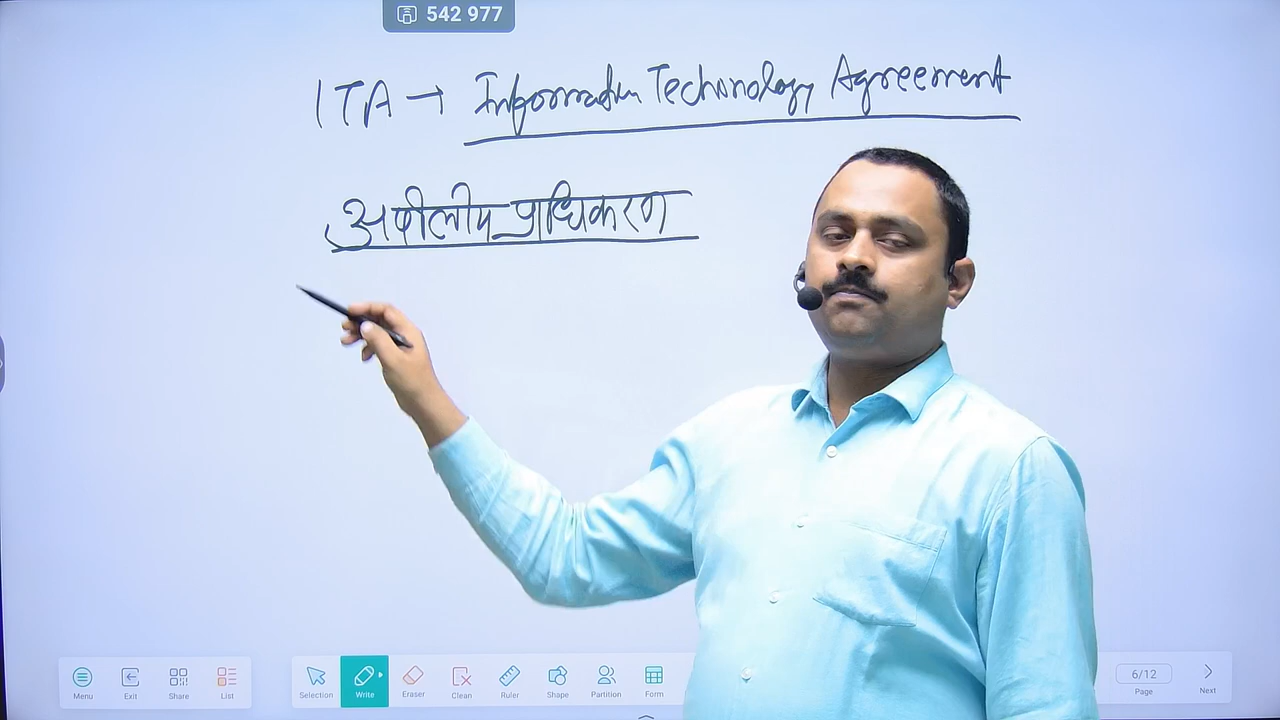 542 977
ITA → Information Techonology Agreement
अपीलीय प्राधिकरण
Menu Exit Share List Selection Write Eraser Clean Ruler Shape Partition Form 6/12 Page Next